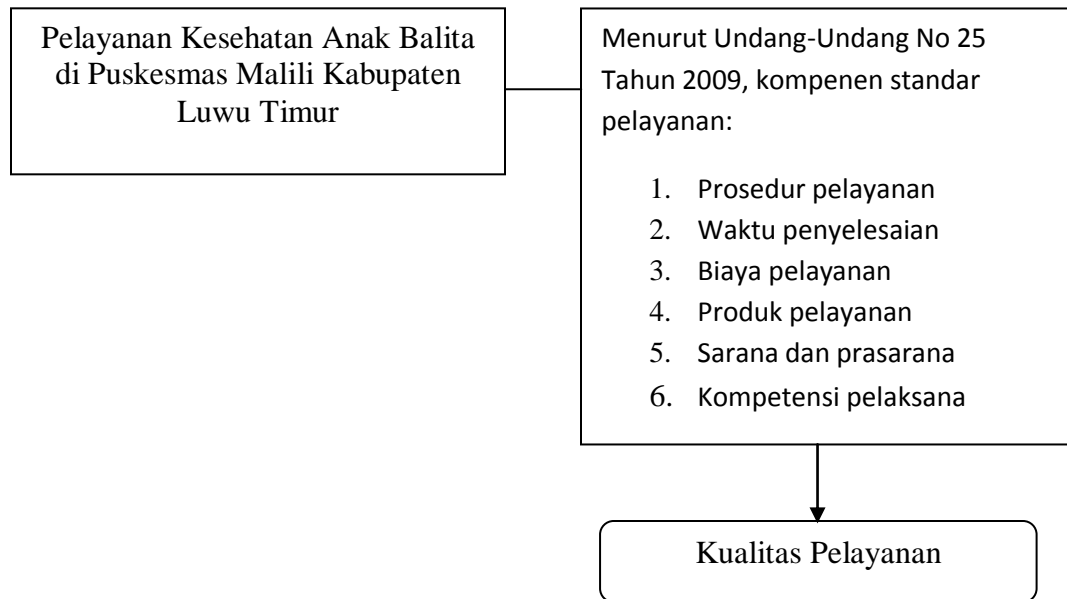 Pelayanan Kesehatan Anak Balita
di Puskesmas Malili Kabupaten
Luwu Timur
Menurut Undang-Undang No 25
Tahun 2009, kompenen standar
pelayanan:
1. Prosedur pelayanan
2. Waktu penyelesaian
3. Biaya pelayanan
4. Produk pelayanan
5. Sarana dan prasarana
6. Kompetensi pelaksana
Kualitas Pelayanan